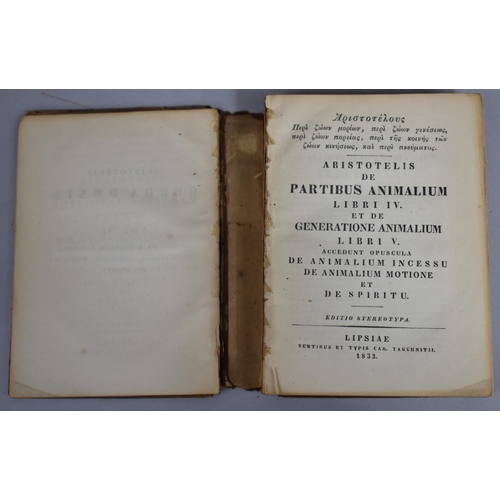 Ἀριστοτέλους
Περὶ ζώων μορίων, περὶ ζώων γενέσεως,
περὶ ζώων πορείας, περὶ τῆς κοινῆς τῶν
ζώων κινήσεως, καὶ περὶ πνεύματος.
ARISTOTELIS
DE
PARTIBUS ANIMALIUM
LIBRI IV.
ET DE
GENERATIONE ANIMALIUM
LIBRI V.
ACCEDUNT OPUSCULA
DE ANIMALIUM INCESSU
DE ANIMALIUM MOTIONE
ET
DE SPIRITU.
EDITIO STEREOTYPA.
LIPSIAE
SUMTIBUS ET TYPIS CAR. TAUCHNITII.
1833.